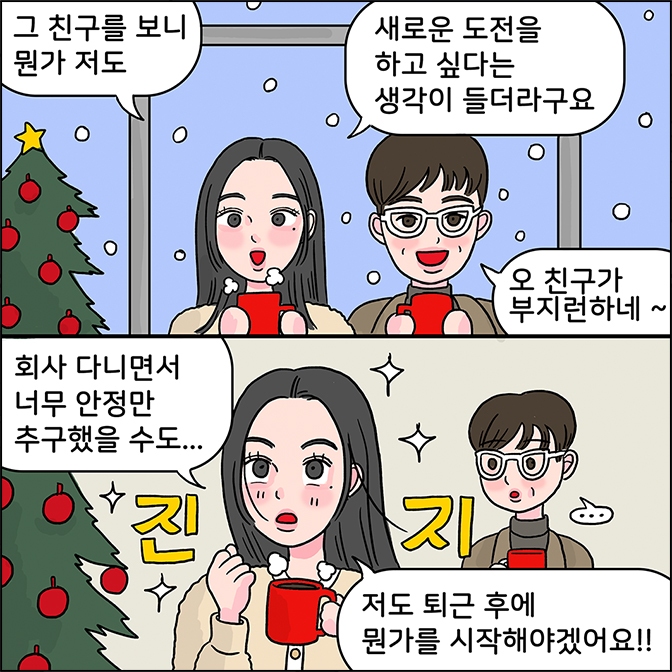 그 친구를 보니
뭔가 저도
새로운 도전을
하고 싶다는
생각이 들더라구요
오 친구가
부지런하네 ~
회사 다니면서
너무 안정만
추구했을 수도...
진 지
...
저도 퇴근 후에
뭔가를 시작해야겠어요!!